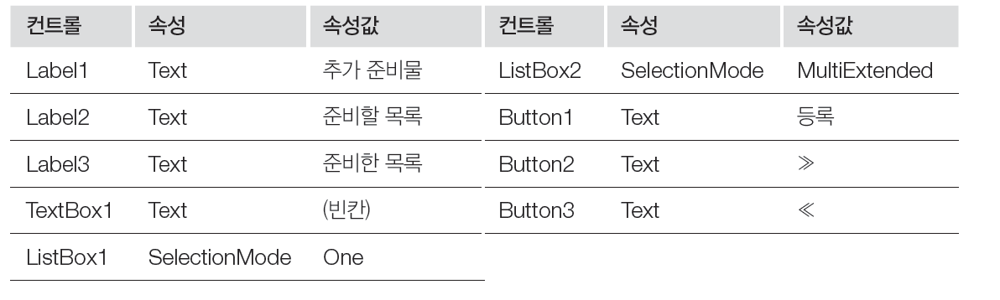 컨트롤 속성 속성값 컨트롤 속성 속성값
Label1 Text 추가 준비물 ListBox2 SelectionMode MultiExtended
Label2 Text 준비할 목록 Button1 Text 등록
Label3 Text 준비한 목록 Button2 Text ≫
TextBox1 Text (빈칸) Button3 Text ≪
ListBox1 SelectionMode One